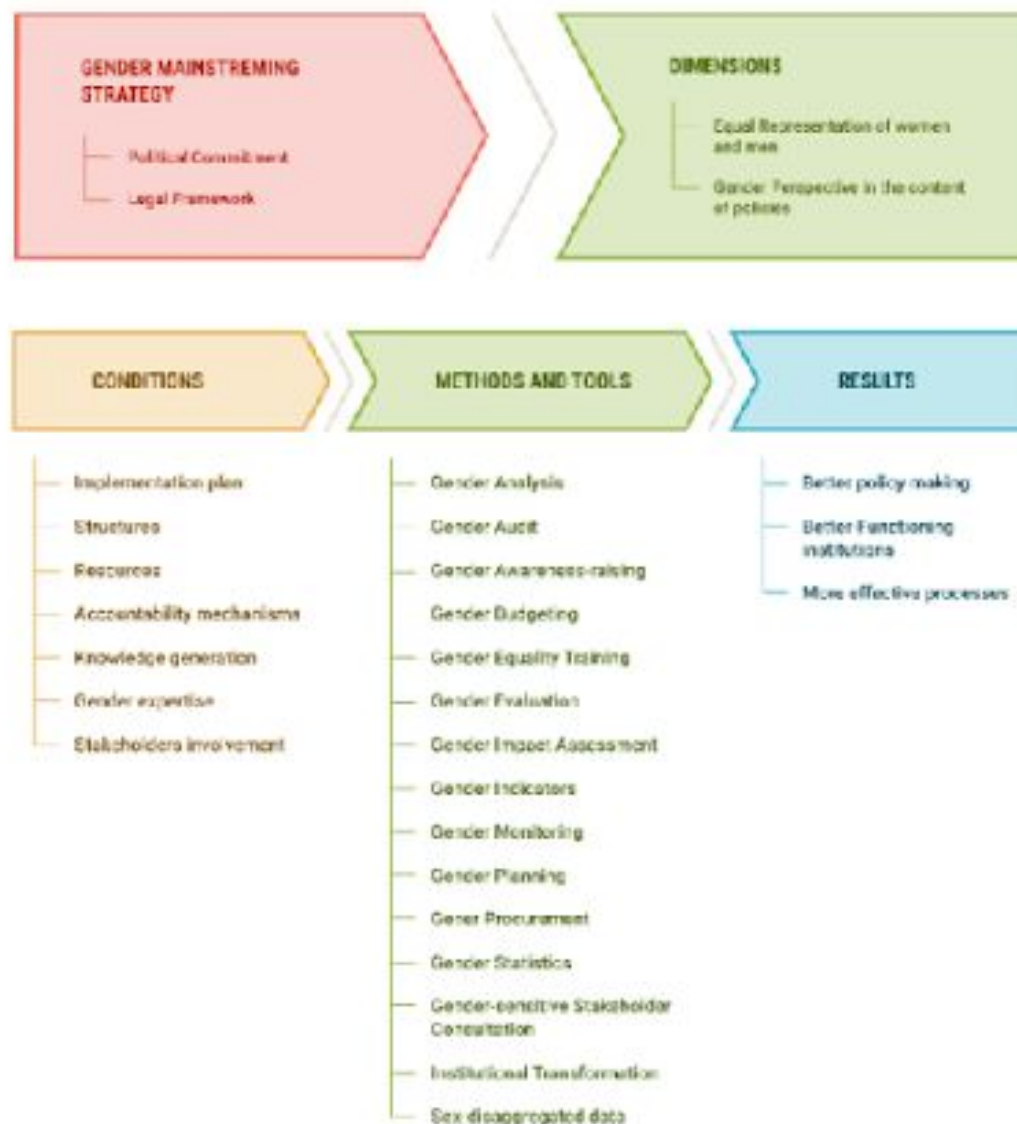 GENDER MAINSTREMING
STRATEGY
Political Commitment
Legal Framework
DIMENSIONS
Equal Representation of women
and men
Gender Perspective in the content
of policies
CONDITIONS
Implementation plan
Structures
Resources
Accountability mechanisms
Knowledge generation
Gender expertise
Stakeholders involvement
METHODS AND TOOLS
Gender Analysis
Gender Audit
Gender Awareness-raising
Gender Budgeting
Gender Equality Training
Gender Evaluation
Gender Impact Assessment
Gender Indicators
Gender Monitoring
Gender Planning
Gener Procurement
Gender Statistics
Gender-sensitive Stakeholder
Consultation
Institutional Transformation
Sex disaggregated data
RESULTS
Better policy making
Better Functioning
institutions
More effective processes